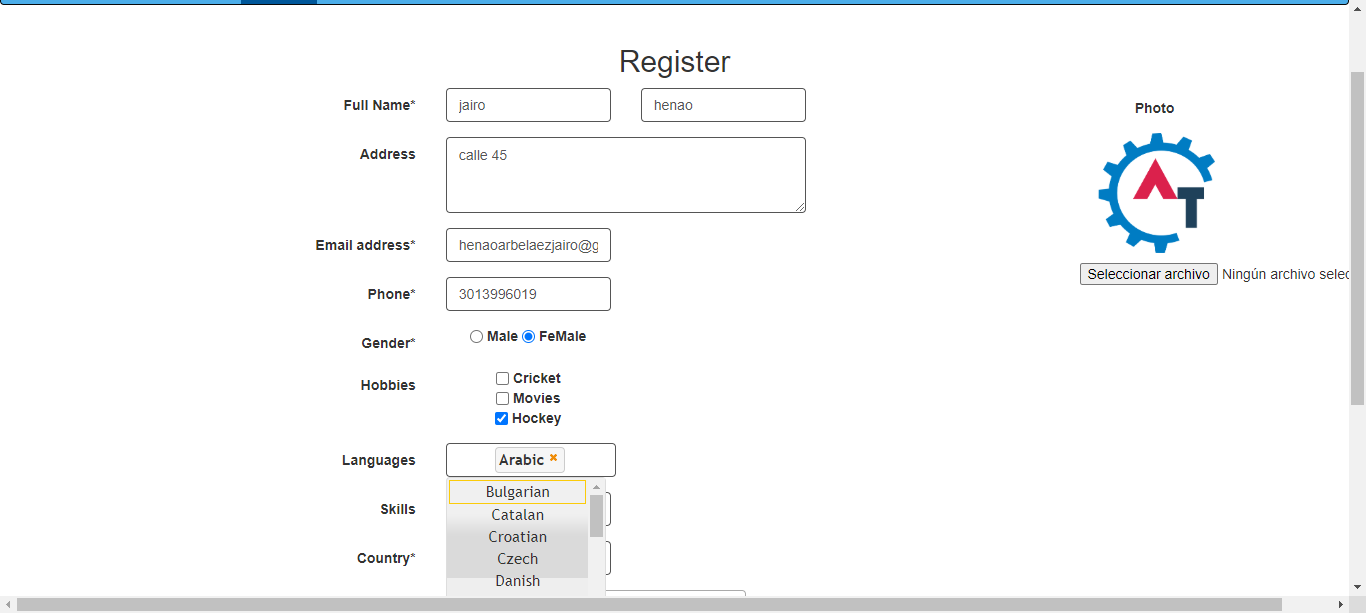 Register
Full Name*
jairo
henao
Photo
Address
calle 45
AT
Email address*
henaoarbelaezjairo@g
Seleccionar archivo Ningún archivo selec
Phone*
3013996019
Gender*
Male FeMale
Hobbies
Cricket
Movies
Hockey
Languages
Arabic ×
Bulgarian
Skills
Catalan
Croatian
Country*
Czech
Danish